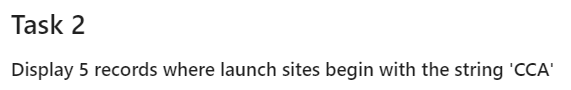 Task 2
Display 5 records where launch sites begin with the string 'CCA'